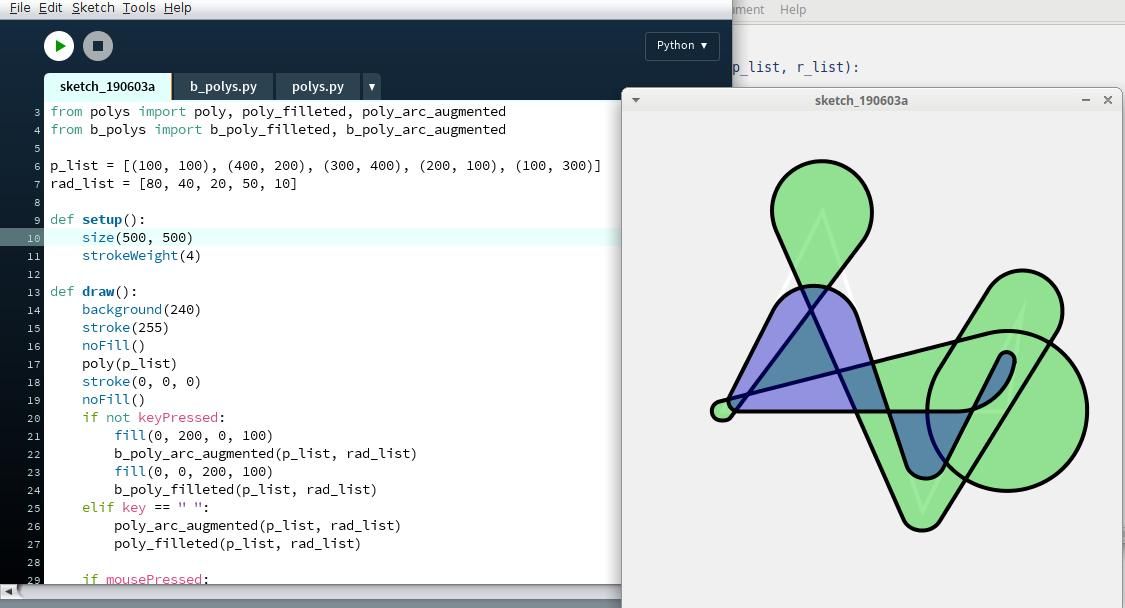 File Edit Sketch Tools Help
Help
Python ▾
p_list, r_list):
sketch_190603a b_polys.py polys.py ▾
sketch_190603a
3 from polys import poly, poly_filleted, poly_arc_augmented
4 from b_polys import b_poly_filleted, b_poly_arc_augmented
5
6 p_list = [(100, 100), (400, 200), (300, 400), (200, 100), (100, 300)]
7 rad_list = [80, 40, 20, 50, 10]
8
9 def setup():
10 size(500, 500)
11 strokeWeight(4)
12
13 def draw():
14 background(240)
15 stroke(255)
16 noFill()
17 poly(p_list)
18 stroke(0, 0, 0)
19 noFill()
20 if not keyPressed:
21 fill(0, 200, 0, 100)
22 b_poly_arc_augmented(p_list, rad_list)
23 fill(0, 0, 200, 100)
24 b_poly_filleted(p_list, rad_list)
25 elif key == " ":
26 poly_arc_augmented(p_list, rad_list)
27 poly_filleted(p_list, rad_list)
28
29 if mousePressed: